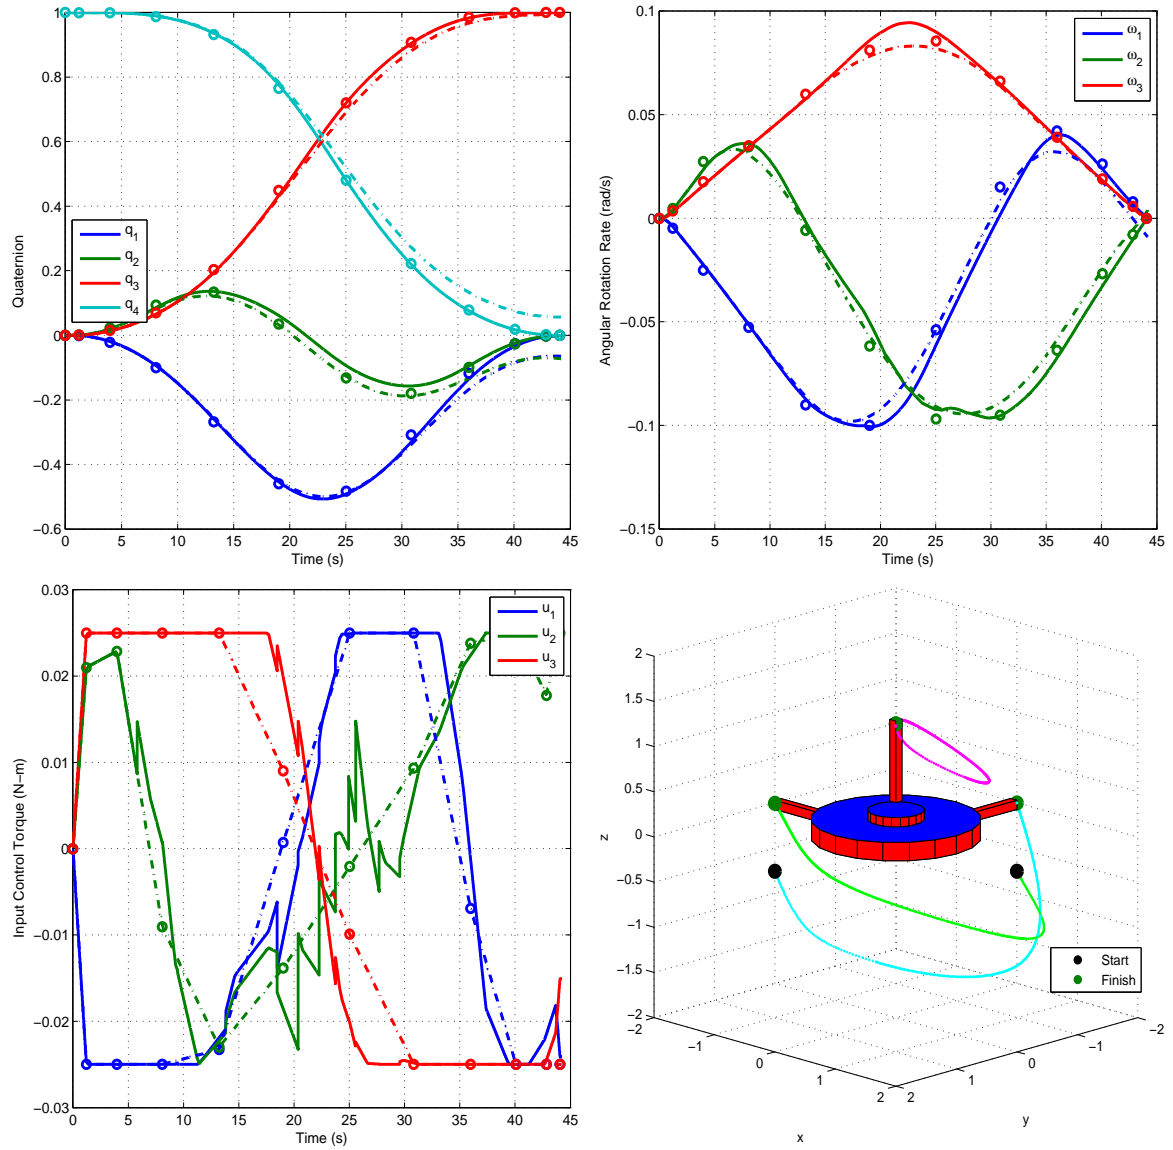 1
0.8
0.6
0.4
0.2
0
−0.2
−0.4
−0.6
Quaternion
q1
q2
q3
q4
0 5 10 15 20 25 30 35 40 45
Time (s)
0.1
0.05
0
−0.05
−0.1
−0.15
Angular Rotation Rate (rad/s)
ω1
ω2
ω3
0 5 10 15 20 25 30 35 40 45
Time (s)
0.03
0.02
0.01
0
−0.01
−0.02
−0.03
Input Control Torque (N−m)
u1
u2
u3
0 5 10 15 20 25 30 35 40 45
Time (s)
2
1.5
1
0.5
0
−0.5
−1
−1.5
−2
z
−2
−1
0
1
2
x
2
1
0
−1
−2
y
Start
Finish